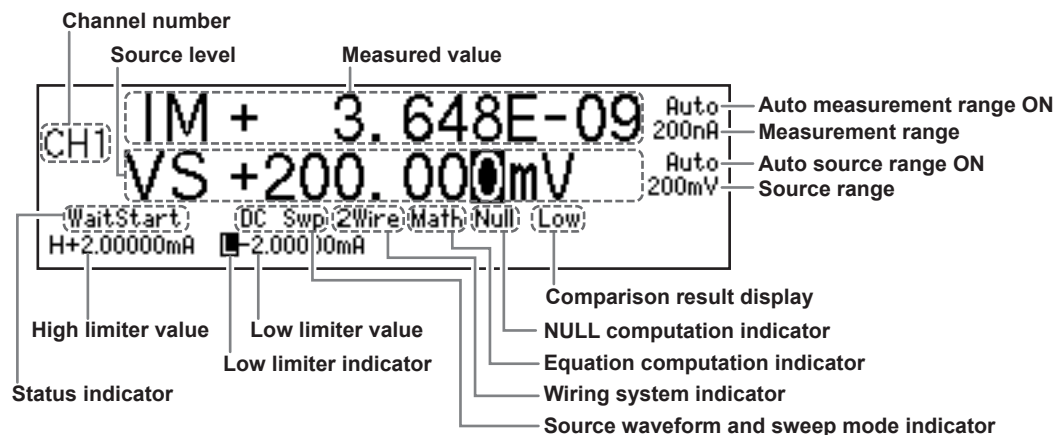 Channel number
Source level
Measured value
CH1
IM + 3.648E-09
Auto
200nA
Auto measurement range ON
Measurement range
VS +200.000mV
Auto
200mV
Auto source range ON
Source range
WaitStart DC Swp 2Wire Math Null Low
H+2.00000mA L-2.00000mA
Comparison result display
High limiter value
Low limiter value
NULL computation indicator
Low limiter indicator
Equation computation indicator
Status indicator
Wiring system indicator
Source waveform and sweep mode indicator